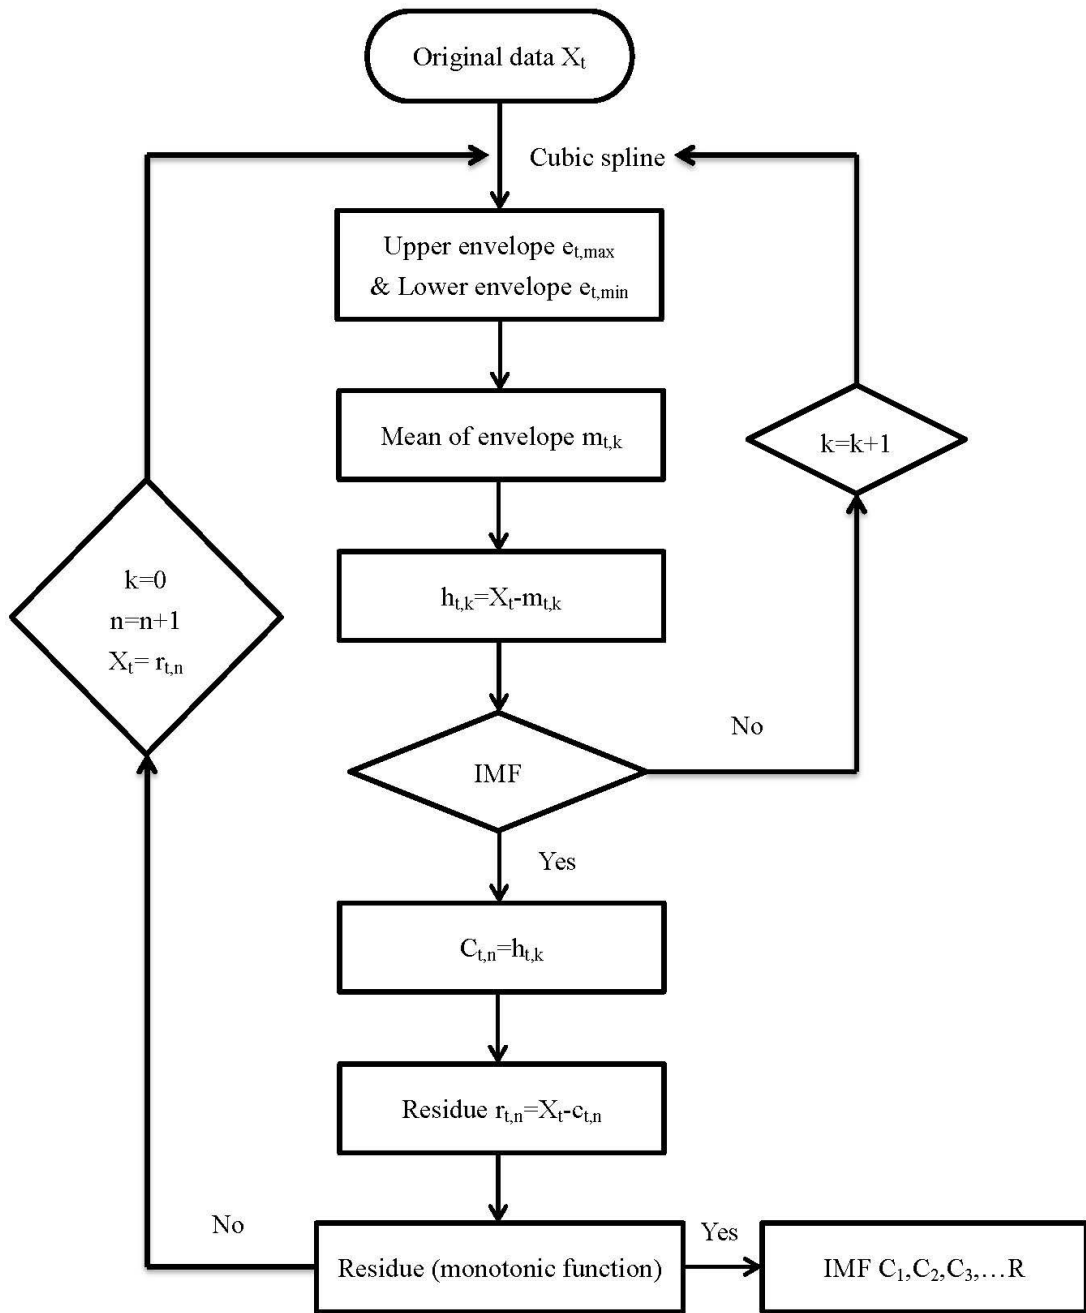 Original data Xt
Cubic spline
Upper envelope et,max
& Lower envelope et,min
Mean of envelope mt,k
k=k+1
k=0
n=n+1
Xt= rt,n
ht,k=Xt-mt,k
No
IMF
Yes
Ct,n=ht,k
Residue rt,n=Xt-ct,n
No
Residue (monotonic function)
Yes
IMF C1,C2,C3,…R